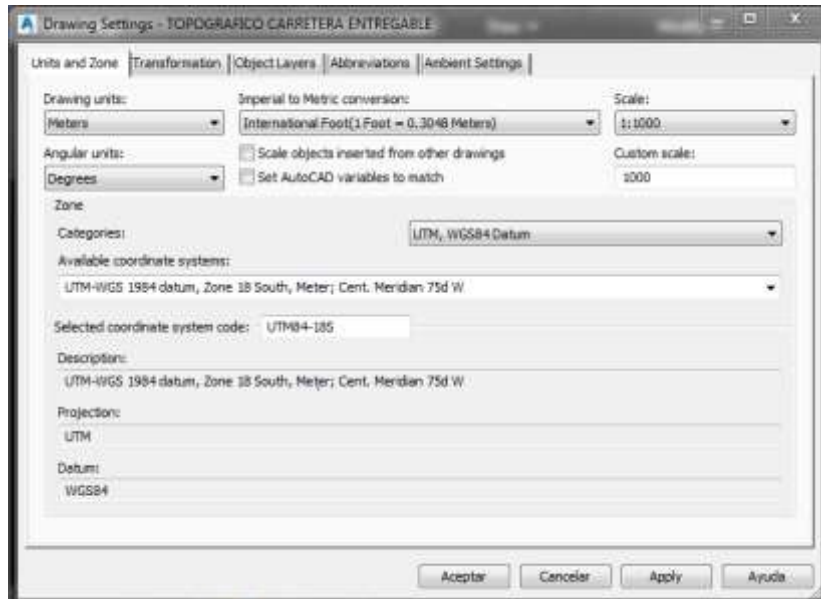 Drawing Settings - TOPOGRAFICO CARRETERA ENTREGABLE
Units and Zone Transformation Object Layers Abbreviations Ambient Settings
Drawing units: Imperial to Metric conversion: Scale:
Meters International Foot(1 Foot = 0.3048 Meters) 1:1000
Angular units: Scale objects inserted from other drawings Custom scale:
Degrees Set AutoCAD variables to match 1000
Zone
Categories: UTM, WGS84 Datum
Available coordinate systems:
UTM-WGS 1984 datum, Zone 18 South, Meter; Cent. Meridian 75d W
Selected coordinate system code: UTM84-18S
Description:
UTM-WGS 1984 datum, Zone 18 South, Meter; Cent. Meridian 75d W
Projection:
UTM
Datum:
WGS84
Aceptar Cancelar Apply Ayuda